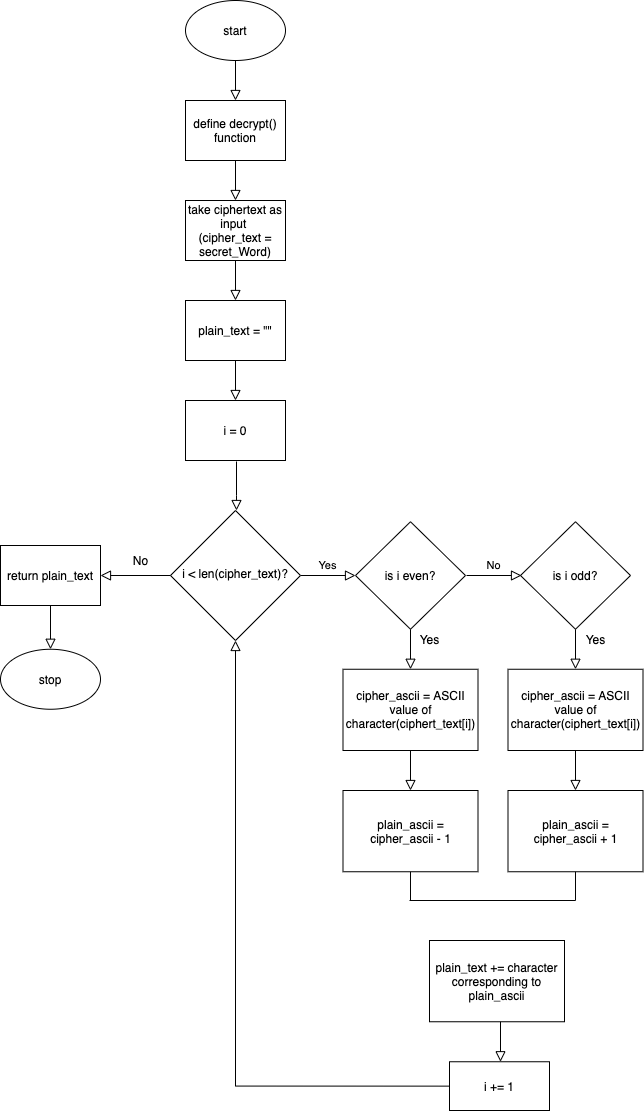 start
define decrypt()
function
take ciphertext as
input
(cipher_text =
secret_Word)
plain_text = ""
i = 0
i < len(cipher_text)?
No
return plain_text
stop
Yes
is i even?
No
is i odd?
Yes
Yes
cipher_ascii = ASCII
value of
character(ciphert_text[i])
cipher_ascii = ASCII
value of
character(ciphert_text[i])
plain_ascii =
cipher_ascii - 1
plain_ascii =
cipher_ascii + 1
plain_text += character
corresponding to
plain_ascii
i += 1